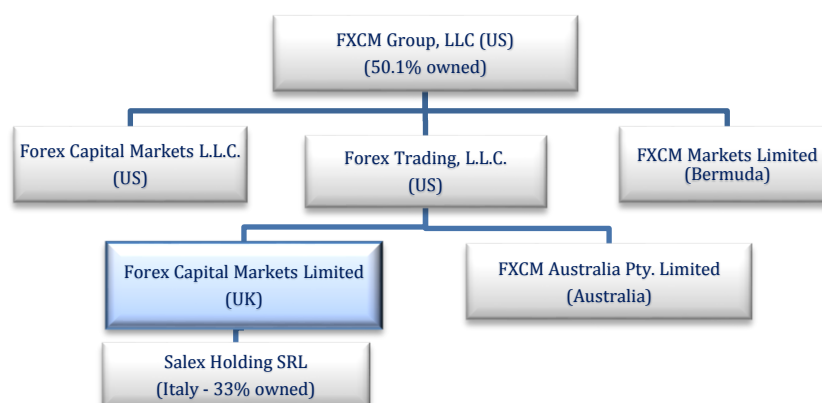 FXCM Group, LLC (US)
(50.1% owned)
Forex Capital Markets L.L.C.
(US)
Forex Trading, L.L.C.
(US)
FXCM Markets Limited
(Bermuda)
Forex Capital Markets Limited
(UK)
FXCM Australia Pty. Limited
(Australia)
Salex Holding SRL
(Italy - 33% owned)